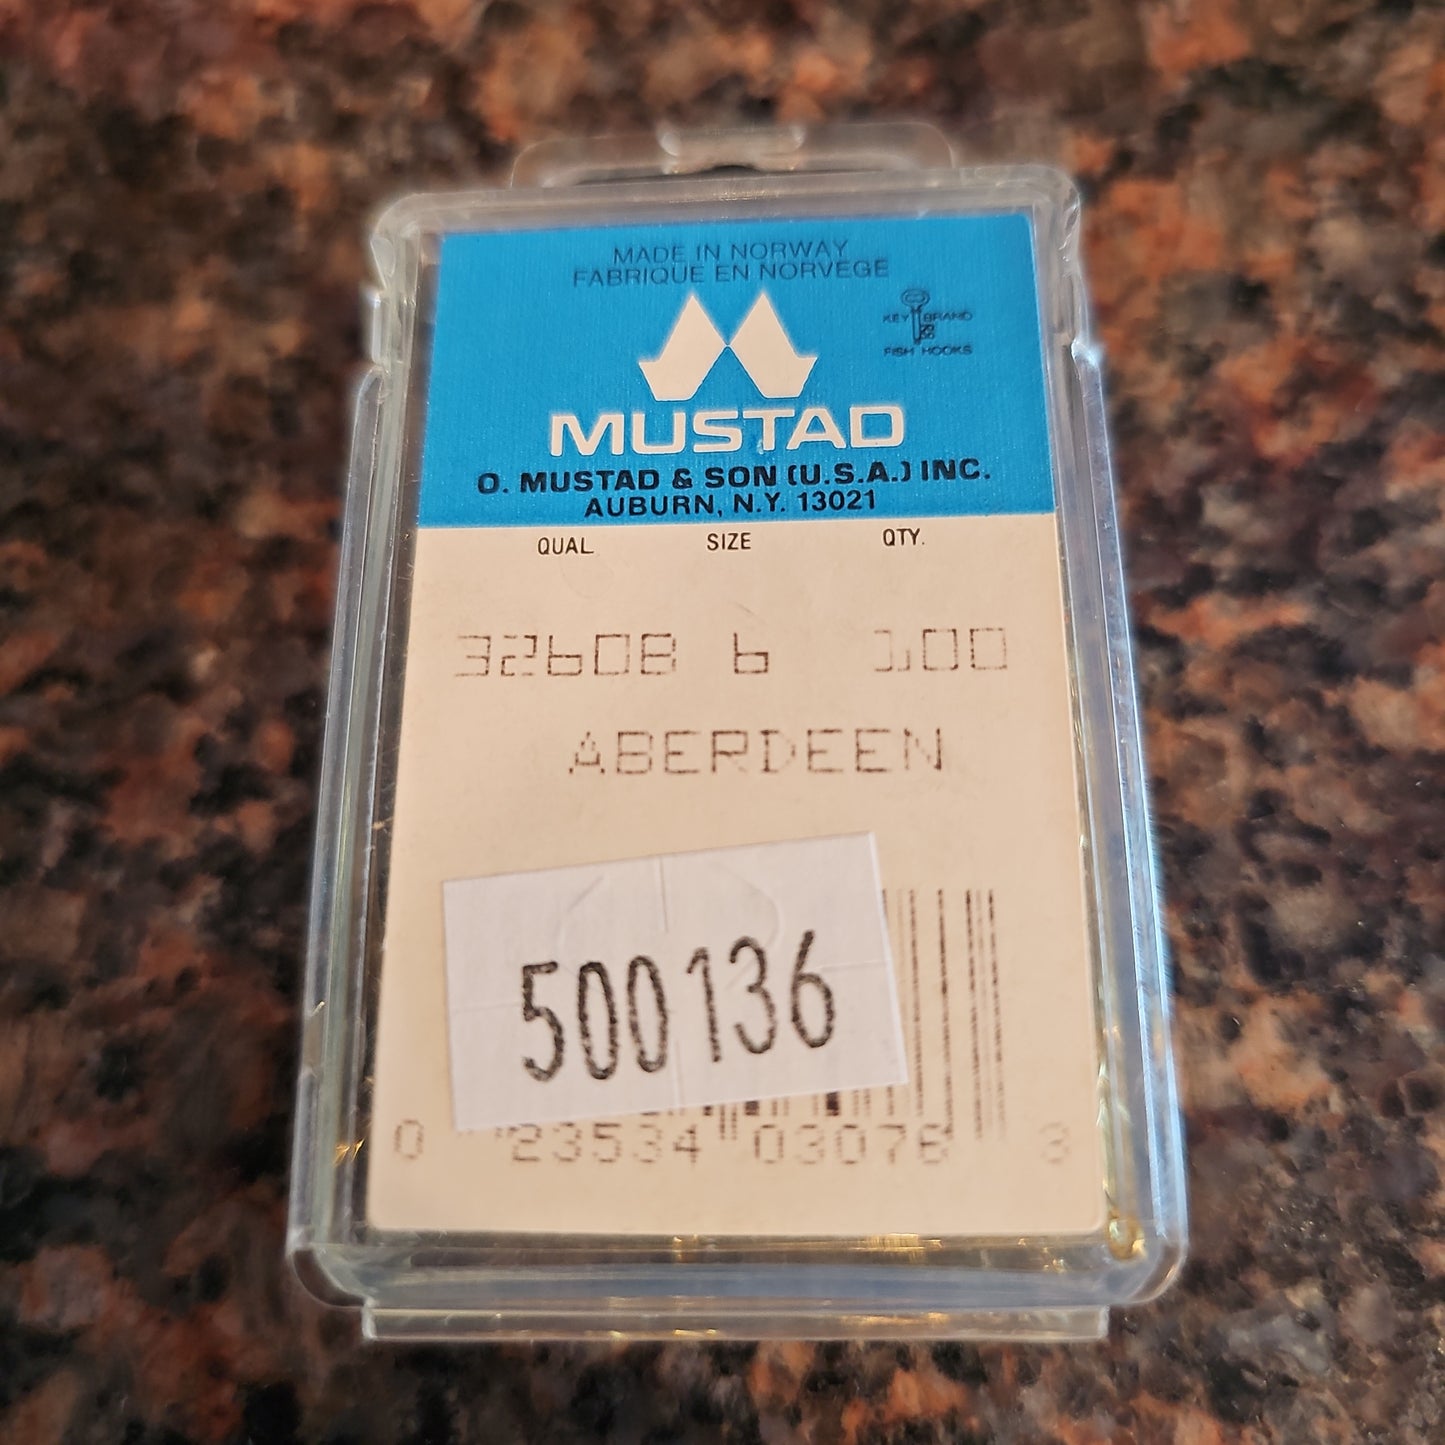 MADE IN NORWAY
FABRIQUE EN NORVEGE
KEY BRAND
FISH HOOKS
MUSTAD
O. MUSTAD & SON (U.S.A.) INC.
AUBURN, N.Y. 13021
QUAL SIZE QTY.
32608 6 100
ABERDEEN
500136
0 23534 03076 3